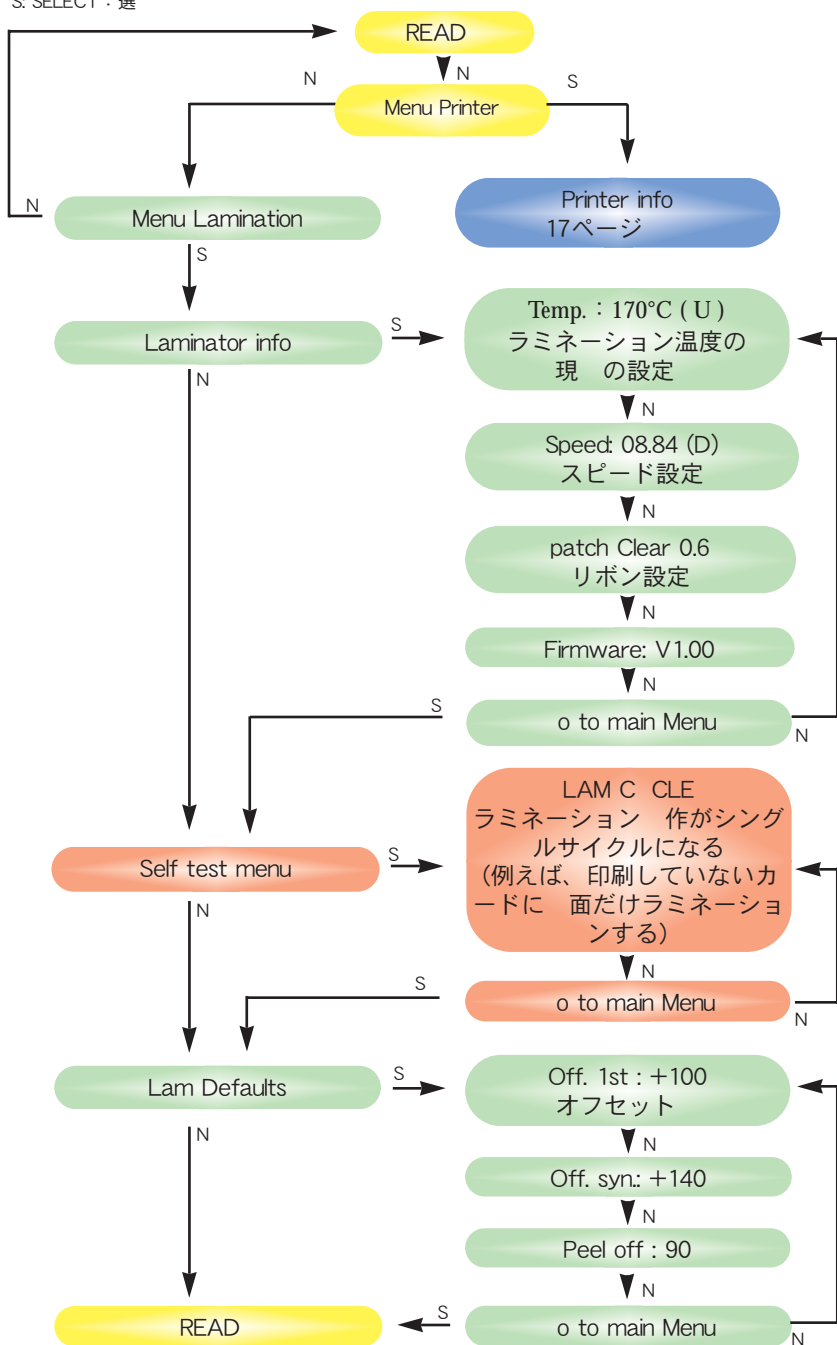 S: SELECT：選
READ
N
N
S
Menu Printer
N
Menu Lamination
Printer info
17ページ
S
Laminator info
S
N
Temp.：170°C ( U )
ラミネーション温度の
現　の設定
N
Speed: 08.84 (D)
スピード設定
N
patch Clear 0.6
リボン設定
N
Firmware: V1.00
N
S
o to main Menu
N
LAM C CLE
ラミネーション　作がシング
ルサイクルになる
(例えば、印刷していないカ
ードに　面だけラミネーショ
ンする)
Self test menu
S
N
N
S
o to main Menu
N
Lam Defaults
S
N
Off. 1st : +100
オフセット
N
Off. syn.: +140
N
Peel off : 90
N
READ
S
o to main Menu
N